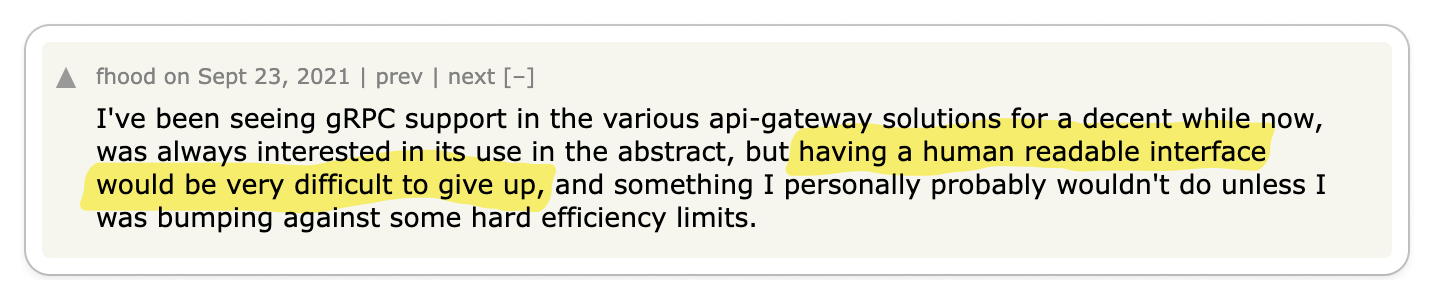 fhood on Sept 23, 2021 | prev | next [–]
I've been seeing gRPC support in the various api-gateway solutions for a decent while now,
was always interested in its use in the abstract, but having a human readable interface
would be very difficult to give up, and something I personally probably wouldn't do unless I
was bumping against some hard efficiency limits.